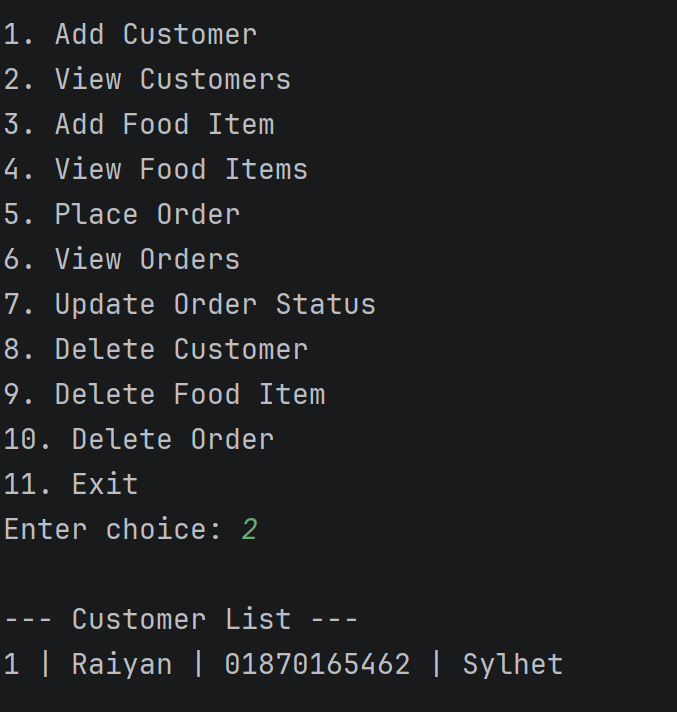 1. Add Customer
2. View Customers
3. Add Food Item
4. View Food Items
5. Place Order
6. View Orders
7. Update Order Status
8. Delete Customer
9. Delete Food Item
10. Delete Order
11. Exit
Enter choice: 2
--- Customer List ---
1 | Raiyan | 01870165462 | Sylhet